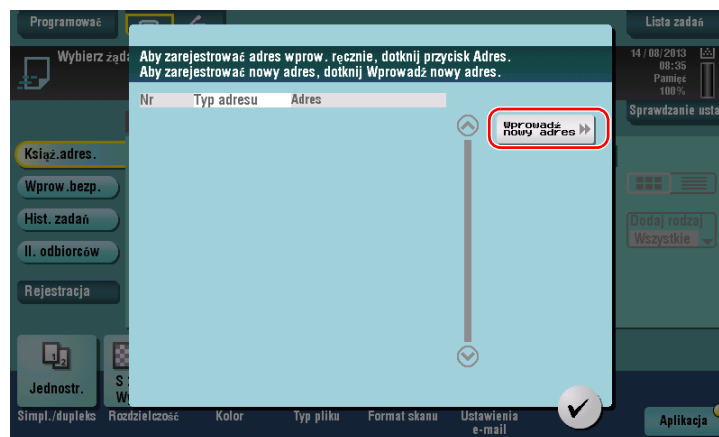 Programować
Lista zadań
Wybierz żąd
14/08/2013
08:35
Pamięć
100%
Sprawdzanie usta
Aby zarejestrować adres wprow. ręcznie, dotknij przycisk Adres.
Aby zarejestrować nowy adres, dotknij Wprowadź nowy adres.
Nr Typ adresu Adres
Wprowadź
nowy adres
Książ.adres.
Wprow.bezp.
Hist. zadań
Il. odbiorców
Rejestracja
Dodaj rodzaj
Wszystkie
Jednostr.
S
W
Simpl./dupleks Rozdzielczość Kolor Typ pliku Format skanu Ustawienia
e-mail
Aplikacja